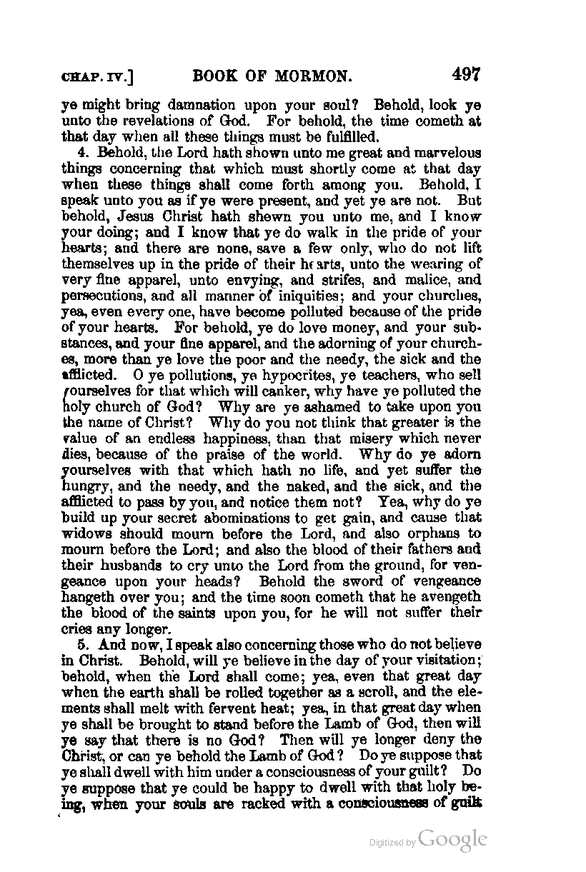 CHAP. IV.] BOOK OF MORMON. 497
ye might bring damnation upon your soul? Behold, look ye
unto the revelations of God. For behold, the time cometh at
that day when all these things must be fulfilled.
4. Behold, the Lord hath shown unto me great and marvelous
things concerning that which must shortly come at that day
when these things shall come forth among you. Behold, I
speak unto you as if ye were present, and yet ye are not. But
behold, Jesus Christ hath shewn you unto me, and I know
your doing; and I know that ye do walk in the pride of your
hearts; and there are none, save a few only, who do not lift
themselves up in the pride of their hearts, unto the wearing of
very fine apparel, unto envying, and strifes, and malice, and
persecutions, and all manner of iniquities; and your churches,
yea, even every one, have become polluted because of the pride
of your hearts. For behold, ye do love money, and your sub-
stances, and your fine apparel, and the adorning of your church-
es, more than ye love the poor and the needy, the sick and the
afflicted. O ye pollutions, ye hypocrites, ye teachers, who sell
yourselves for that which will canker, why have ye polluted the
holy church of God? Why are ye ashamed to take upon you
the name of Christ? Why do you not think that greater is the
value of an endless happiness, than that misery which never
dies, because of the praise of the world. Why do ye adorn
yourselves with that which hath no life, and yet suffer the
hungry, and the needy, and the naked, and the sick, and the
afflicted to pass by you, and notice them not? Yea, why do ye
build up your secret abominations to get gain, and cause that
widows should mourn before the Lord, and also orphans to
mourn before the Lord; and also the blood of their fathers and
their husbands to cry unto the Lord from the ground, for ven-
geance upon your heads? Behold the sword of vengeance
hangeth over you; and the time soon cometh that he avengeth
the blood of the saints upon you, for he will not suffer their
cries any longer.
5. And now, I speak also concerning those who do not believe
in Christ. Behold, will ye believe in the day of your visitation;
behold, when the Lord shall come; yea, even that great day
when the earth shall be rolled together as a scroll, and the ele-
ments shall melt with fervent heat; yea, in that great day when
ye shall be brought to stand before the Lamb of God, then will
ye say that there is no God? Then will ye longer deny the
Christ, or can ye behold the Lamb of God? Do ye suppose that
ye shall dwell with him under a consciousness of your guilt? Do
ye suppose that ye could be happy to dwell with that holy be-
ing, when your souls are racked with a consciousness of guilt
Digitized by Google